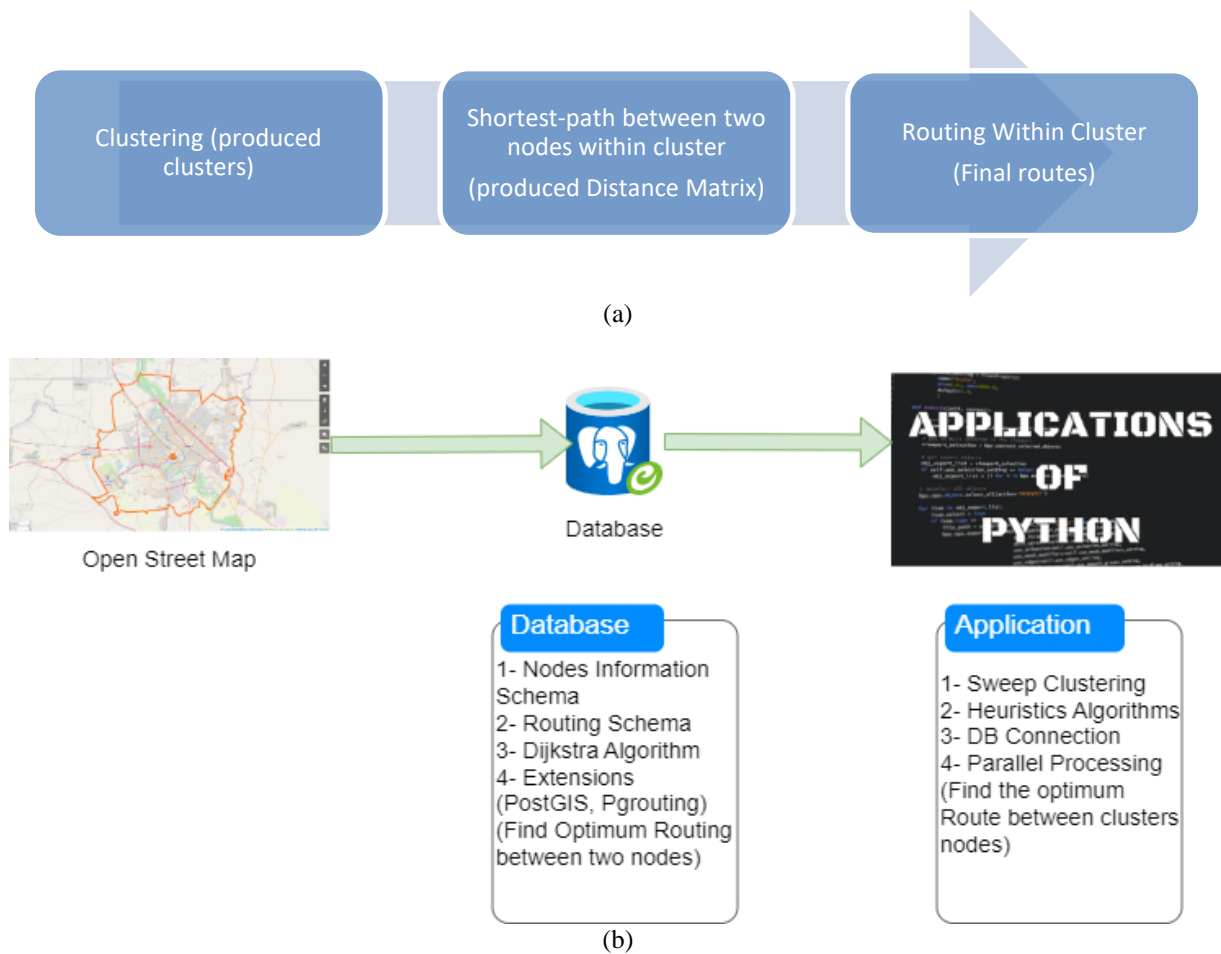 Clustering (produced
clusters)
Shortest-path between two
nodes within cluster
(produced Distance Matrix)
Routing Within Cluster
(Final routes)
(a)
Open Street Map
Database
APPLICATIONS
OF
PYTHON
Database
1- Nodes Information
Schema
2- Routing Schema
3- Dijkstra Algorithm
4- Extensions
(PostGIS, Pgrouting)
(Find Optimum Routing
between two nodes)
Application
1- Sweep Clustering
2- Heuristics Algorithms
3- DB Connection
4- Parallel Processing
(Find the optimum
Route between clusters
nodes)
(b)